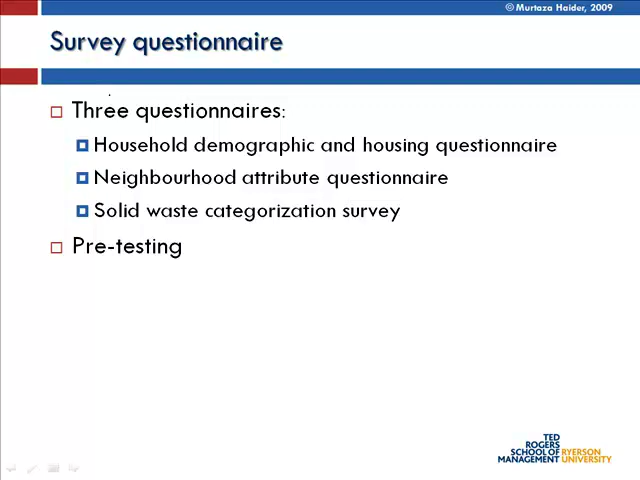 © Murtaza Haider, 2009
Survey questionnaire
Three questionnaires:
Household demographic and housing questionnaire
Neighbourhood attribute questionnaire
Solid waste categorization survey
Pre-testing
TED
ROGERS
SCHOOL OF RYERSON
MANAGEMENT UNIVERSITY